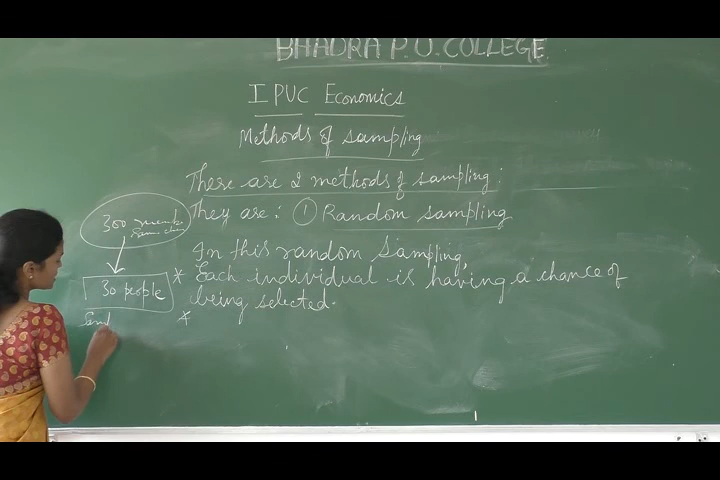 BHADRA P.U.COLLEGE
I PUC Economics
Methods of sampling
There are 2 methods of sampling:
They are: ① Random sampling
300
In this random Sampling,
* Each individual is having a chance of
being selected.
30 people
*